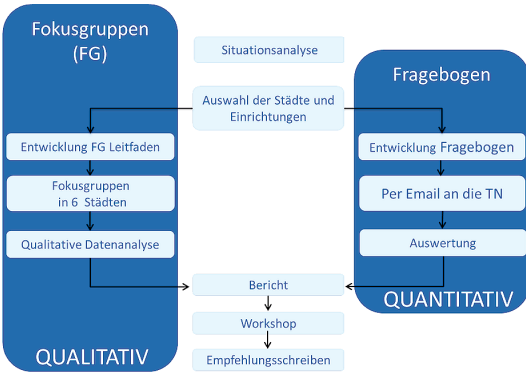 Fokusgruppen
(FG)
Situationsanalyse
Fragebogen
Auswahl der Städte und
Einrichtungen
Entwicklung FG Leitfaden
Entwicklung Fragebogen
Fokusgruppen
in 6 Städten
Per Email an die TN
Qualitative Datenanalyse
Auswertung
Bericht
QUANTITATIV
Workshop
QUALITATIV
Empfehlungsschreiben